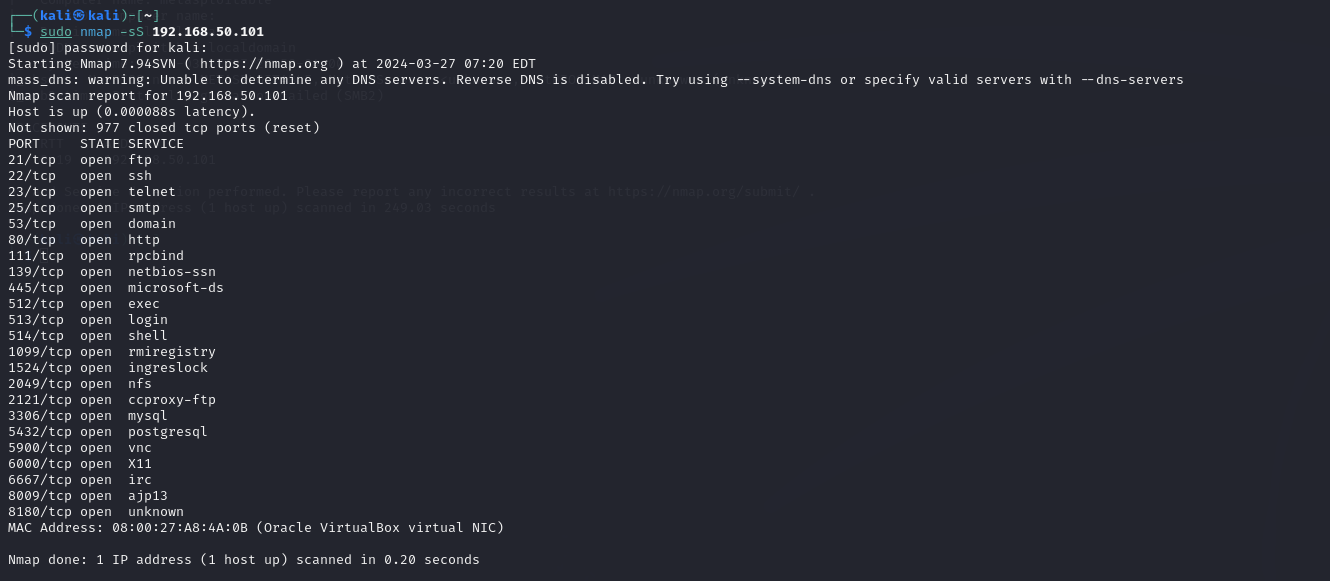 ┌──(kali㉿kali)-[~]
└─$ sudo nmap -sS 192.168.50.101
[sudo] password for kali:
Starting Nmap 7.94SVN ( https://nmap.org ) at 2024-03-27 07:20 EDT
mass_dns: warning: Unable to determine any DNS servers. Reverse DNS is disabled. Try using --system-dns or specify valid servers with --dns-servers
Nmap scan report for 192.168.50.101
Host is up (0.000088s latency).
Not shown: 977 closed tcp ports (reset)
PORT     STATE SERVICE
21/tcp   open  ftp
22/tcp   open  ssh
23/tcp   open  telnet
25/tcp   open  smtp
53/tcp   open  domain
80/tcp   open  http
111/tcp  open  rpcbind
139/tcp  open  netbios-ssn
445/tcp  open  microsoft-ds
512/tcp  open  exec
513/tcp  open  login
514/tcp  open  shell
1099/tcp open  rmiregistry
1524/tcp open  ingreslock
2049/tcp open  nfs
2121/tcp open  ccproxy-ftp
3306/tcp open  mysql
5432/tcp open  postgresql
5900/tcp open  vnc
6000/tcp open  X11
6667/tcp open  irc
8009/tcp open  ajp13
8180/tcp open  unknown
MAC Address: 08:00:27:A8:4A:0B (Oracle VirtualBox virtual NIC)
Nmap done: 1 IP address (1 host up) scanned in 0.20 seconds